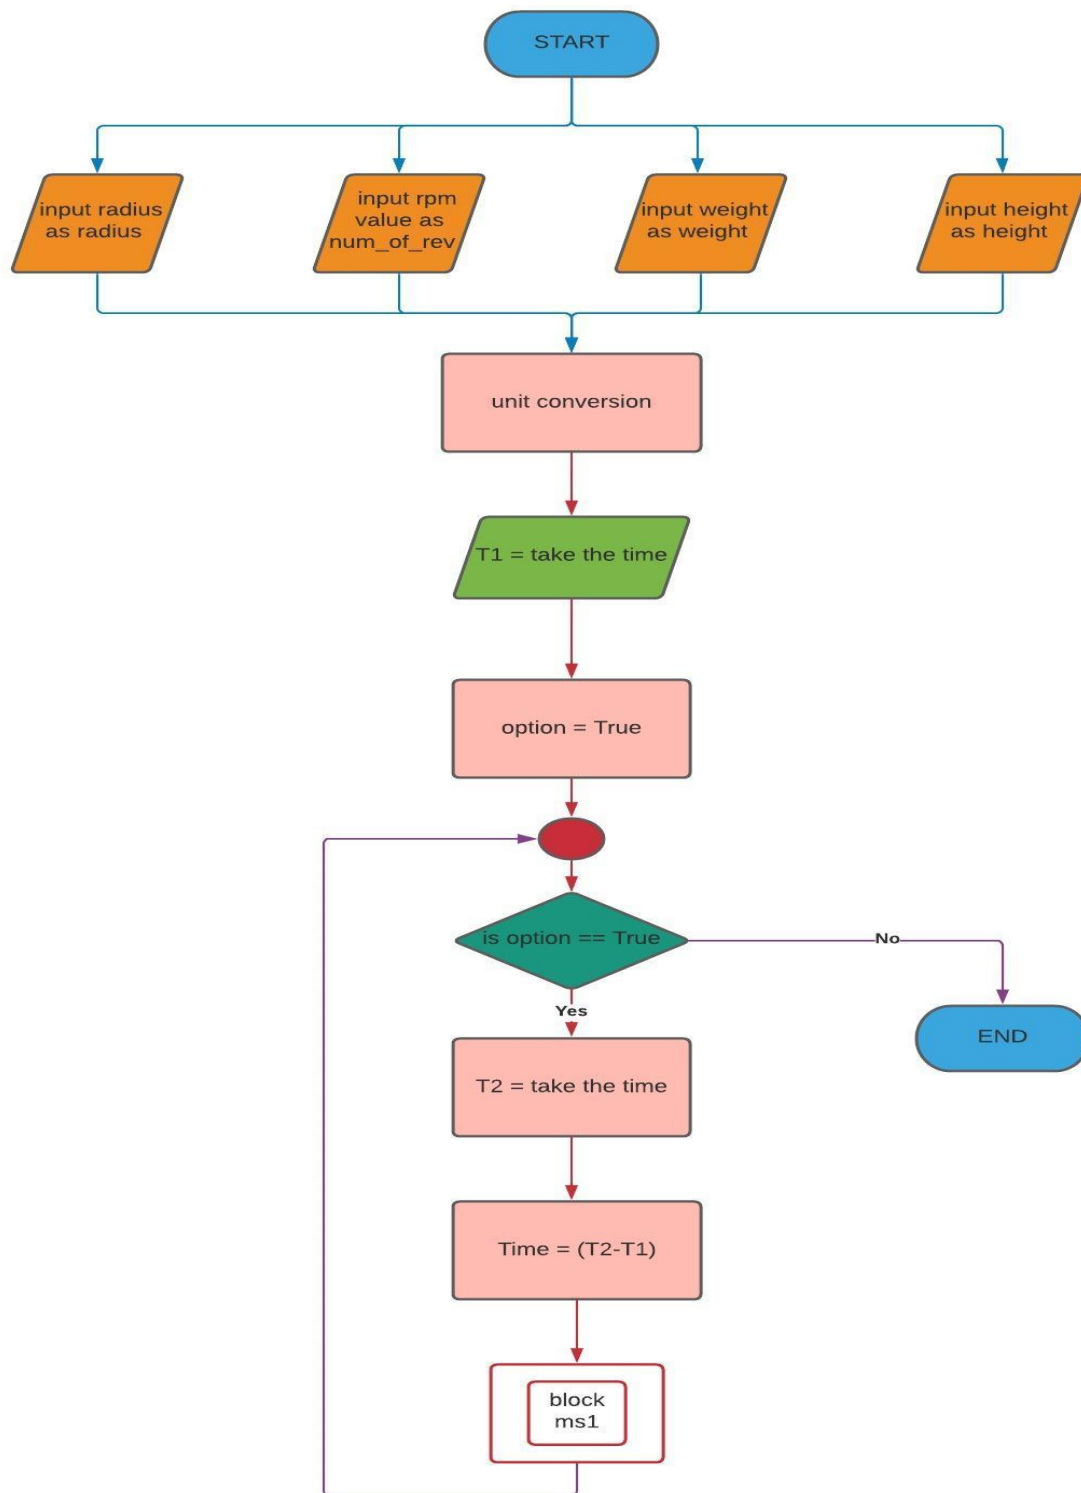 START
input radius
as radius
input rpm
value as
num_of_rev
input weight
as weight
input height
as height
unit conversion
T1 = take the time
option = True
is option == True
No
Yes
END
T2 = take the time
Time = (T2-T1)
block
ms1